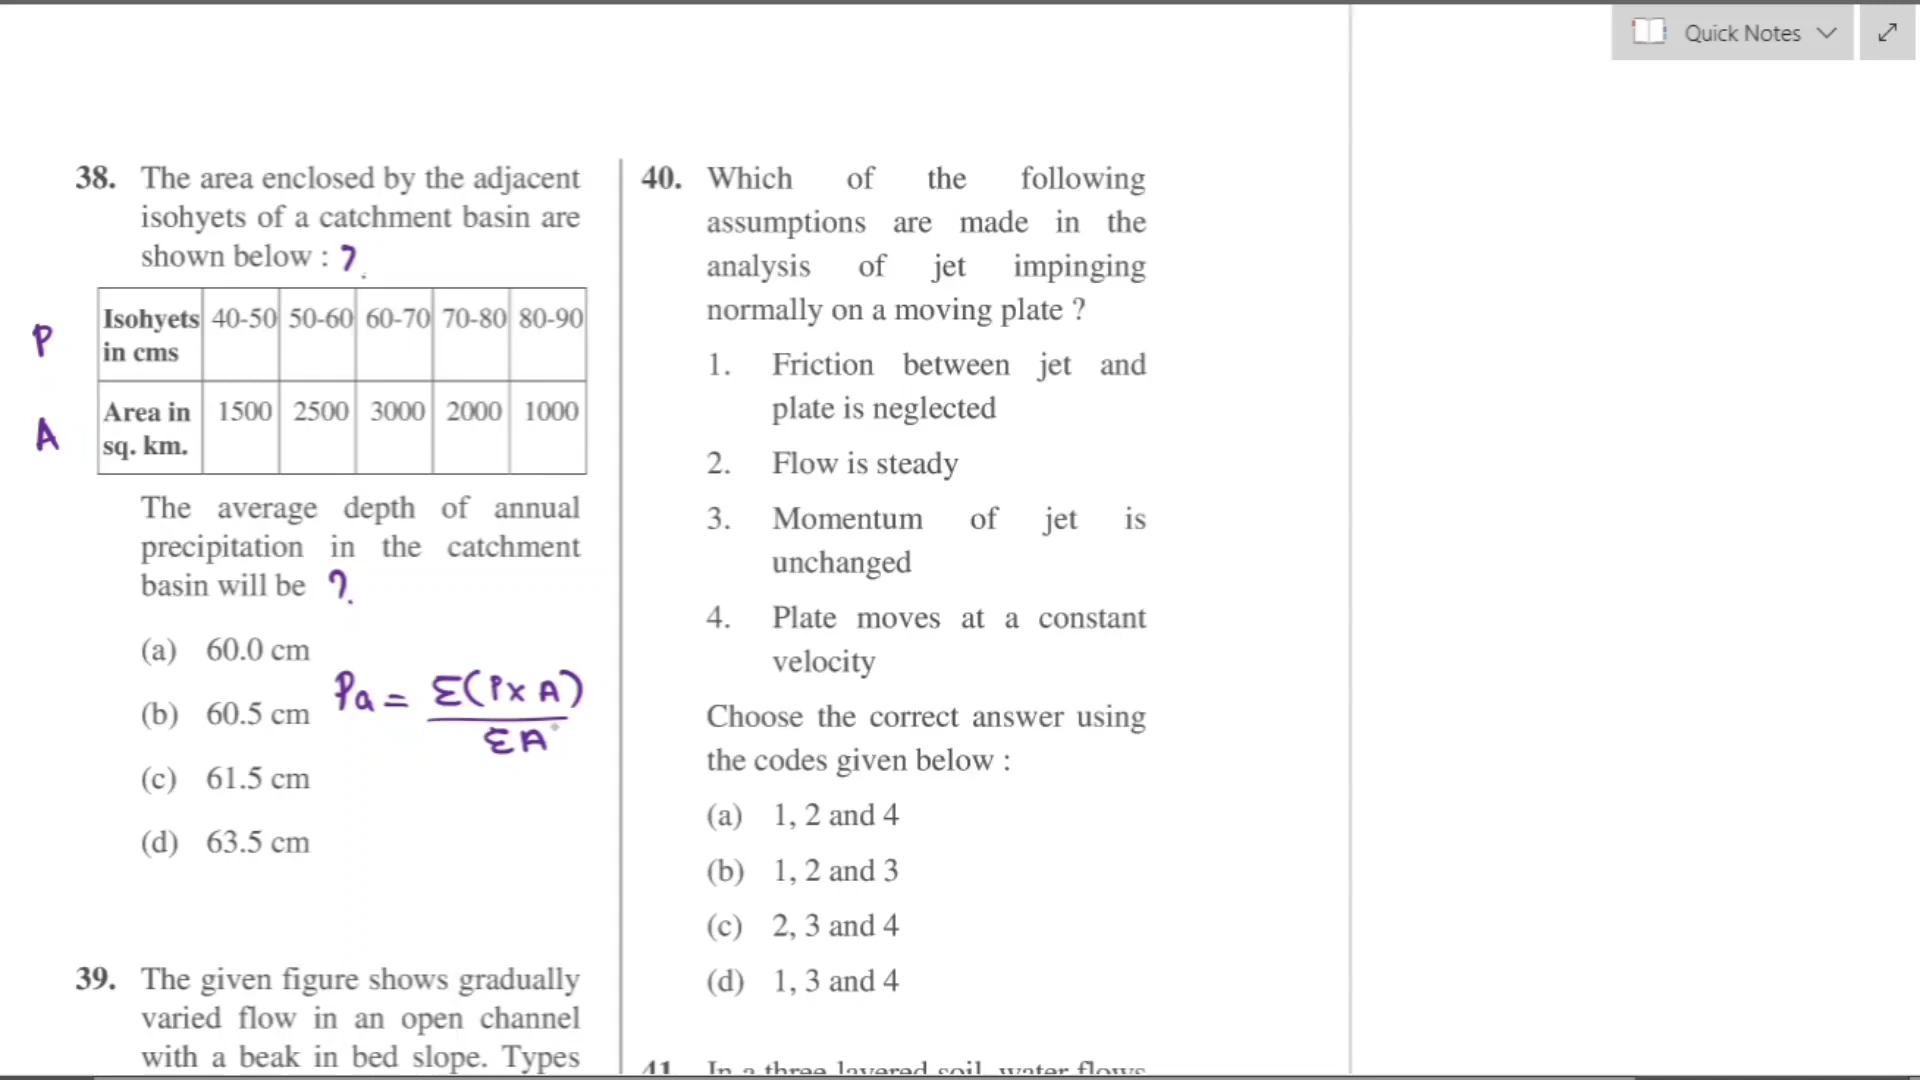 Quick Notes
38. The area enclosed by the adjacent
isohyets of a catchment basin are
shown below : ?
P
Isohyets in cms 40-50 50-60 60-70 70-80 80-90
A
Area in sq. km. 1500 2500 3000 2000 1000
The average depth of annual
precipitation in the catchment
basin will be ?
(a) 60.0 cm
(b) 60.5 cm
(c) 61.5 cm
(d) 63.5 cm
Pa = Σ(P×A)
ΣA
39. The given figure shows gradually
varied flow in an open channel
with a beak in bed slope. Types
40. Which of the following
assumptions are made in the
analysis of jet impinging
normally on a moving plate ?
1. Friction between jet and
plate is neglected
2. Flow is steady
3. Momentum of jet is
unchanged
4. Plate moves at a constant
velocity
Choose the correct answer using
the codes given below :
(a) 1, 2 and 4
(b) 1, 2 and 3
(c) 2, 3 and 4
(d) 1, 3 and 4
41 In a three layered soil, water flows